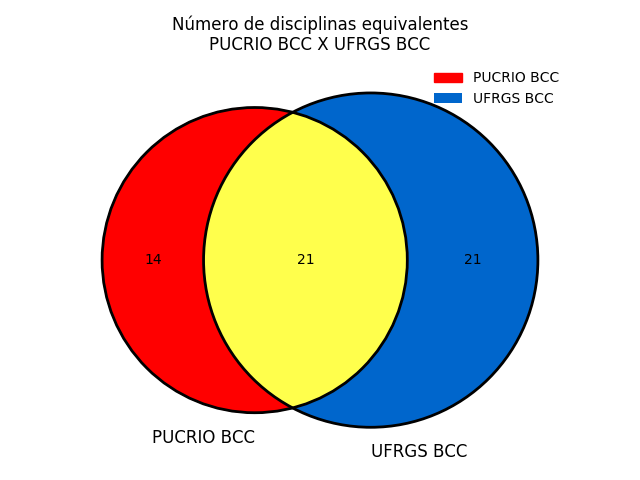 Número de disciplinas equivalentes
PUCRIO BCC X UFRGS BCC
PUCRIO BCC
UFRGS BCC
14
21
21
PUCRIO BCC
UFRGS BCC